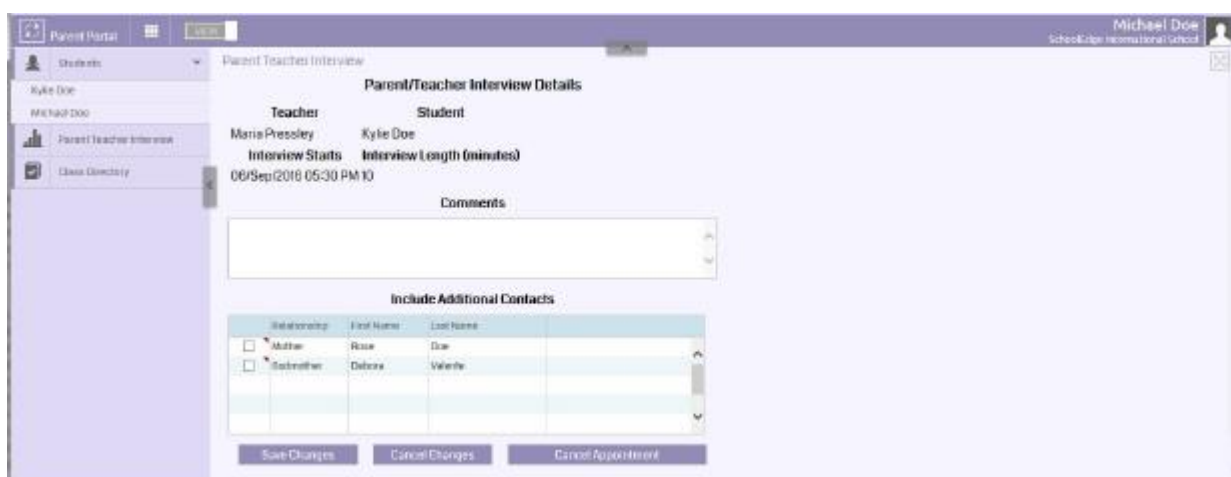 Parent Portal VIEW
Michael Doe
SchoolEdge International School
Students
Kylie Doe
Michael Doe
Parent Teacher Interview
Class Directory
Parent Teacher Interview
Parent/Teacher Interview Details
Teacher Student
Maria Pressley Kylie Doe
Interview Starts Interview Length (minutes)
06/Sep/2016 05:30 PM 10
Comments
Include Additional Contacts
Relationship First Name Last Name
Mother Rose Doe
Godmother Debora Valente
Save Changes Cancel Changes Cancel Appointment